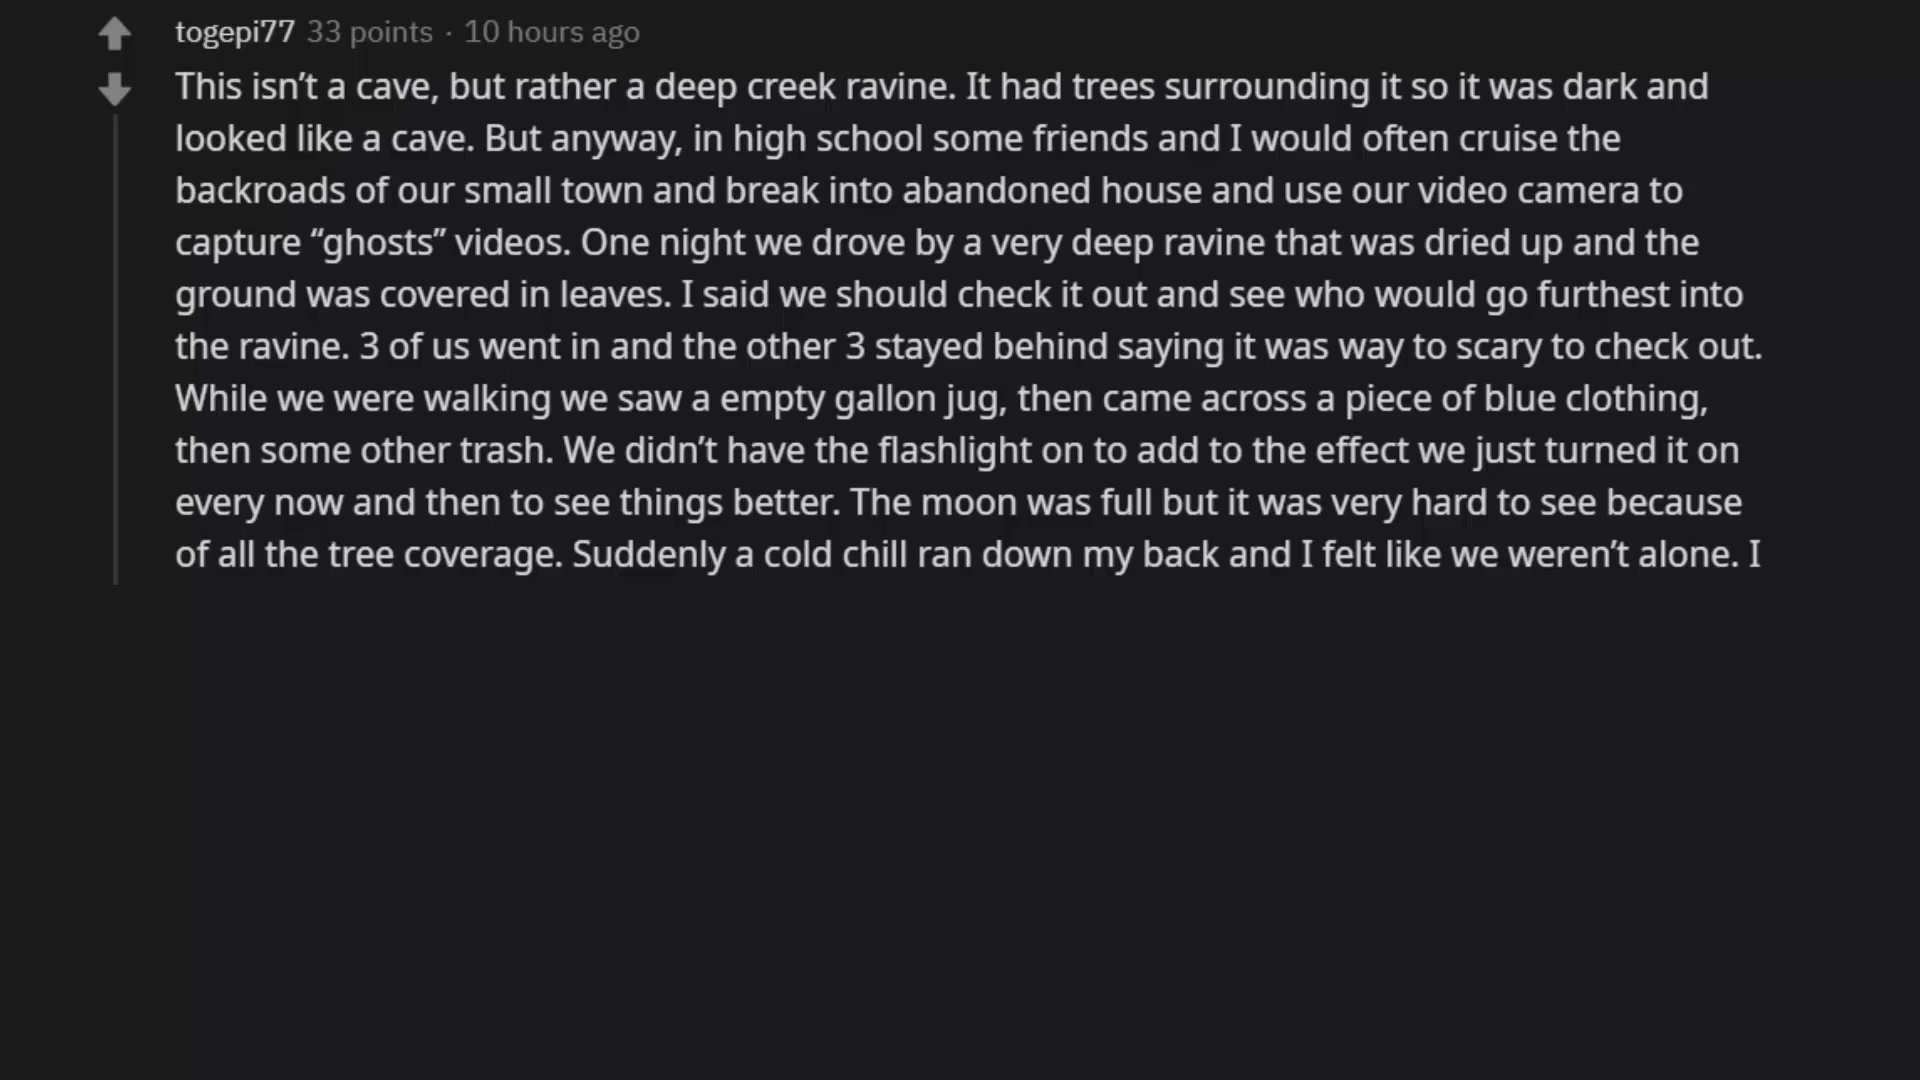 togepi77 33 points · 10 hours ago
This isn’t a cave, but rather a deep creek ravine. It had trees surrounding it so it was dark and
looked like a cave. But anyway, in high school some friends and I would often cruise the
backroads of our small town and break into abandoned house and use our video camera to
capture “ghosts” videos. One night we drove by a very deep ravine that was dried up and the
ground was covered in leaves. I said we should check it out and see who would go furthest into
the ravine. 3 of us went in and the other 3 stayed behind saying it was way to scary to check out.
While we were walking we saw a empty gallon jug, then came across a piece of blue clothing,
then some other trash. We didn’t have the flashlight on to add to the effect we just turned it on
every now and then to see things better. The moon was full but it was very hard to see because
of all the tree coverage. Suddenly a cold chill ran down my back and I felt like we weren’t alone. I